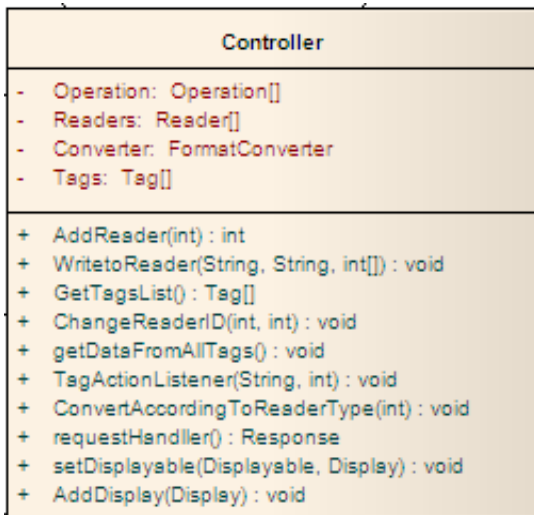 Controller
- Operation: Operation[]
- Readers: Reader[]
- Converter: FormatConverter
- Tags: Tag[]
+ AddReader(int) : int
+ WritetoReader(String, String, int[]) : void
+ GetTagsList() : Tag[]
+ ChangeReaderID(int, int) : void
+ getDataFromAllTags() : void
+ TagActionListener(String, int) : void
+ ConvertAccordingToReaderType(int) : void
+ requestHandller() : Response
+ setDisplayable(Displayable, Display) : void
+ AddDisplay(Display) : void